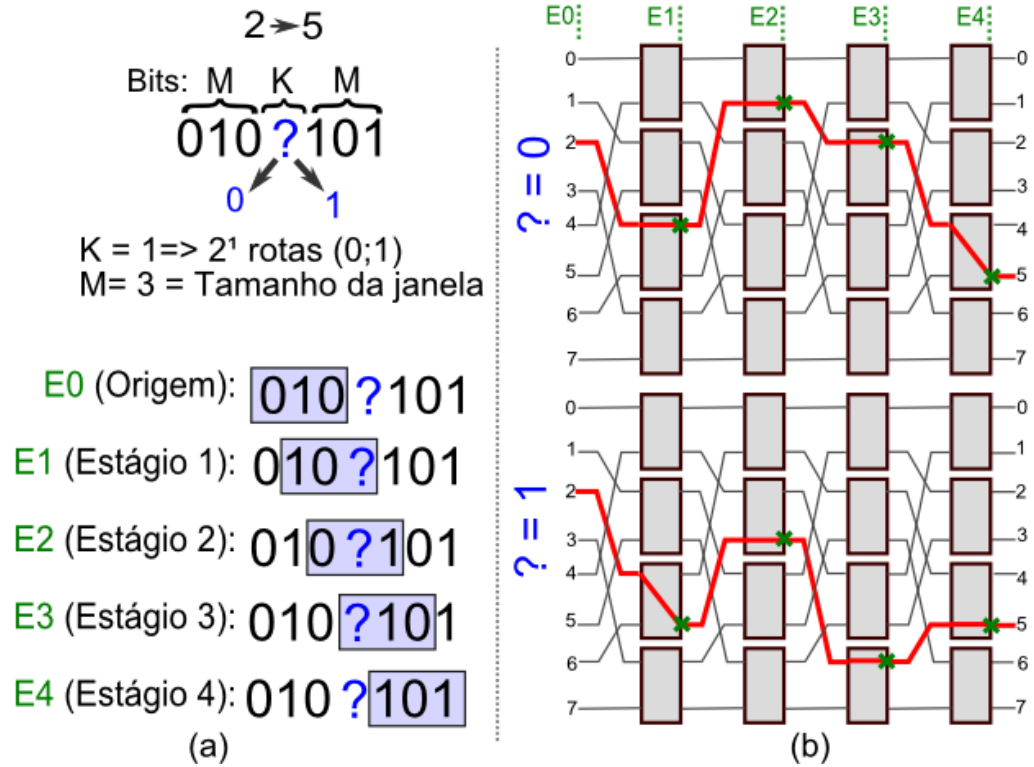 2 → 5
Bits: M K M
010 ? 101
0 1
K = 1=> 2¹ rotas (0;1)
M= 3 = Tamanho da janela
E0 (Origem): 010 ? 101
E1 (Estágio 1): 010 ? 101
E2 (Estágio 2): 010 ? 101
E3 (Estágio 3): 010 ? 101
E4 (Estágio 4): 010 ? 101
(a)
E0 E1 E2 E3 E4
? = 0
0 0
1 1
2 2
3 3
4 4
5 5
6 6
7 7
? = 1
0 0
1 1
2 2
3 3
4 4
5 5
6 6
7 7
(b)